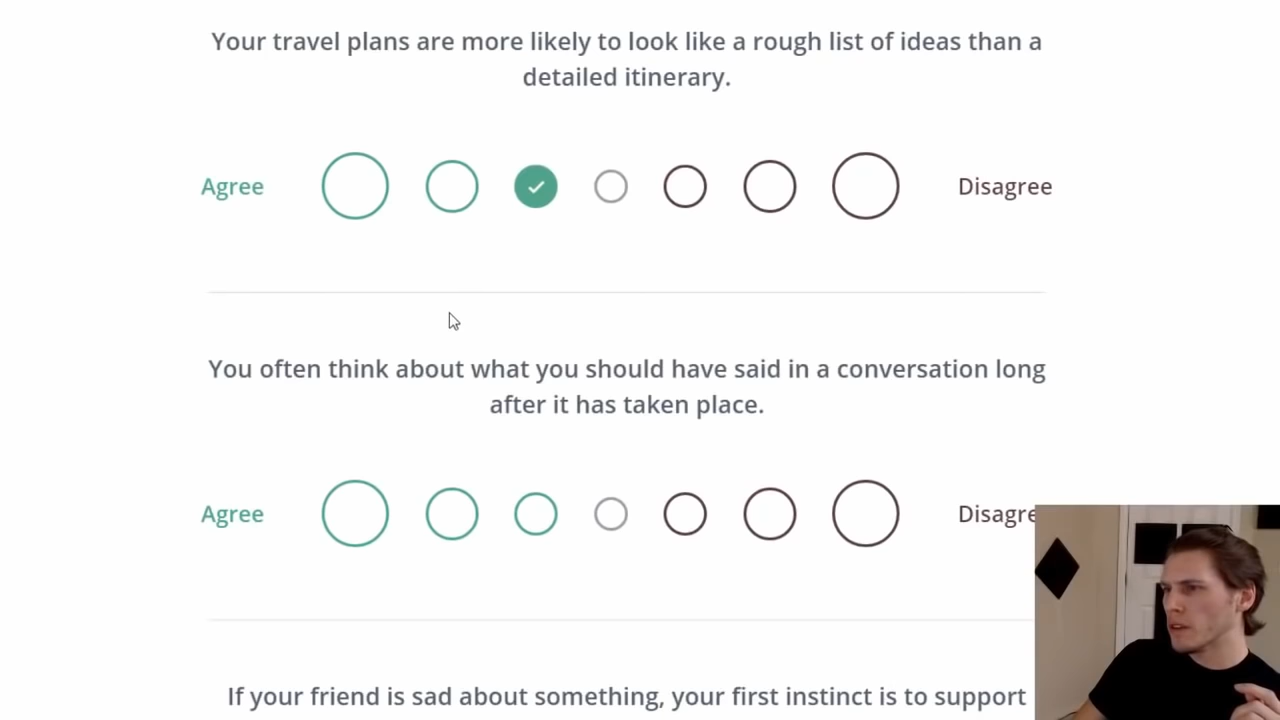 Your travel plans are more likely to look like a rough list of ideas than a
detailed itinerary.
Agree
Disagree
You often think about what you should have said in a conversation long
after it has taken place.
Agree
Disagre
If your friend is sad about something, your first instinct is to support